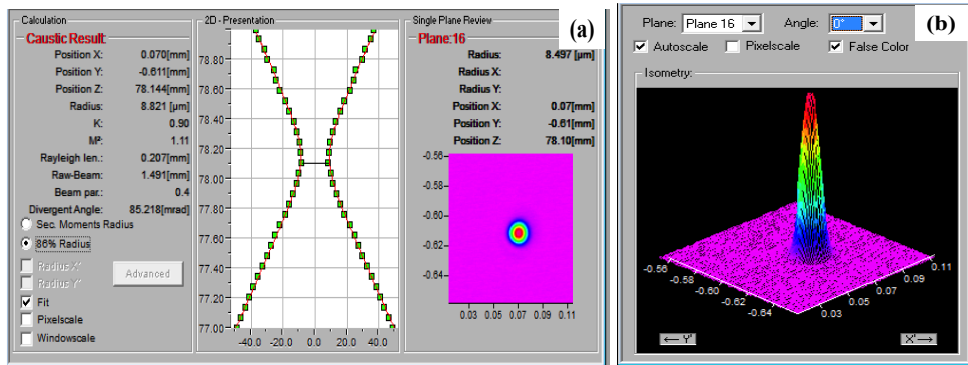 Calculation
Caustic Result:
Position X: 0.070[mm]
Position Y: -0.611[mm]
Position Z: 78.144[mm]
Radius: 8.821 [µm]
K: 0.90
M²: 1.11
Rayleigh len.: 0.207[mm]
Raw-Beam: 1.491[mm]
Beam par.: 0.4
Divergent Angle: 85.218[mrad]
Sec. Moments Radius
86% Radius
Radius X'
Radius Y'
Advanced
Fit
Pixelscale
Windowscale
2D - Presentation
78.80
78.60
78.40
78.20
78.00
77.80
77.60
77.40
77.20
77.00
-40.0 -20.0 0.0 20.0 40.0
Single Plane Review
(a)
Plane:16
Radius: 8.497 [µm]
Radius X:
Radius Y:
Position X: 0.07[mm]
Position Y: -0.61[mm]
Position Z: 78.10[mm]
-0.56
-0.58
-0.60
-0.62
-0.64
0.03 0.05 0.07 0.09 0.11
Plane: Plane 16 Angle: 0° (b)
Autoscale Pixelscale False Color
Isometry:
-0.56
-0.58
-0.60
-0.62
-0.64
0.03
0.05
0.07
0.09
0.11
← Y'
X'→